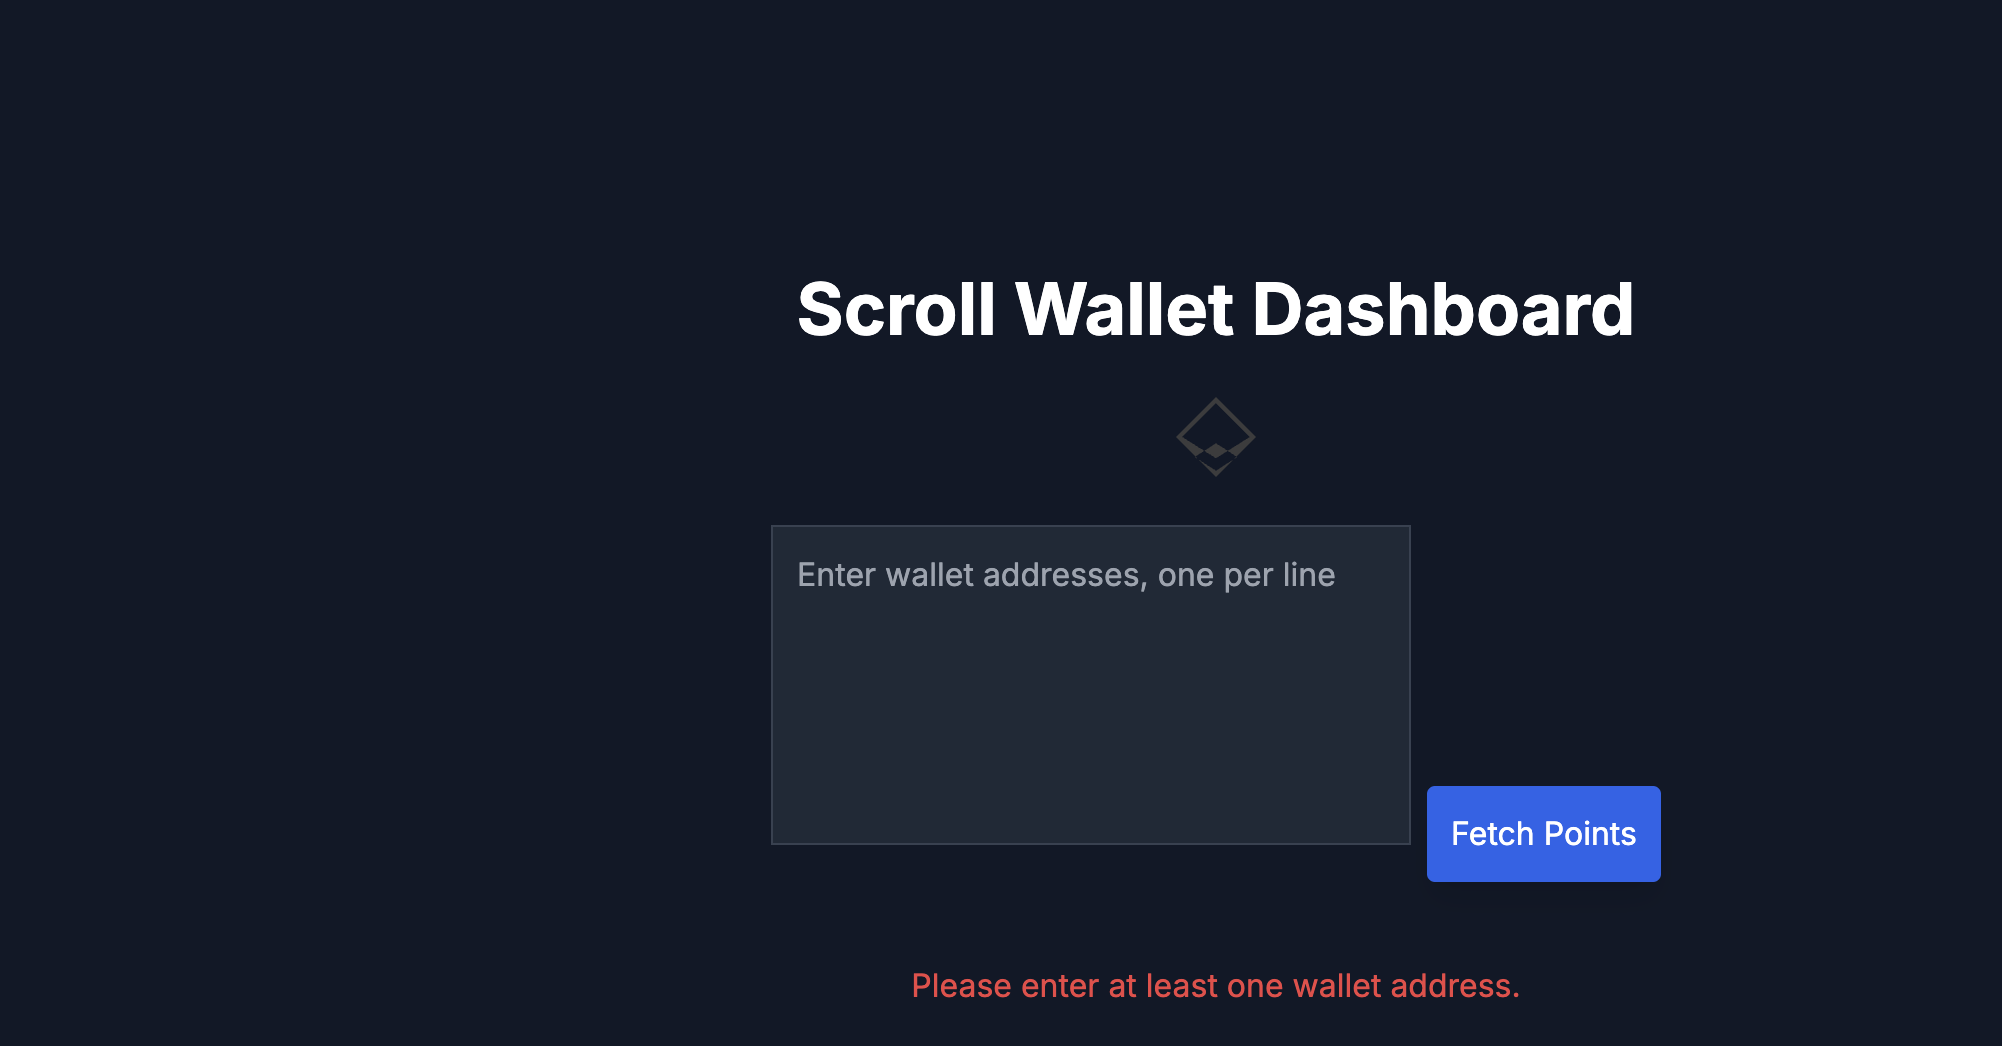 Scroll Wallet Dashboard
Enter wallet addresses, one per line
Fetch Points
Please enter at least one wallet address.